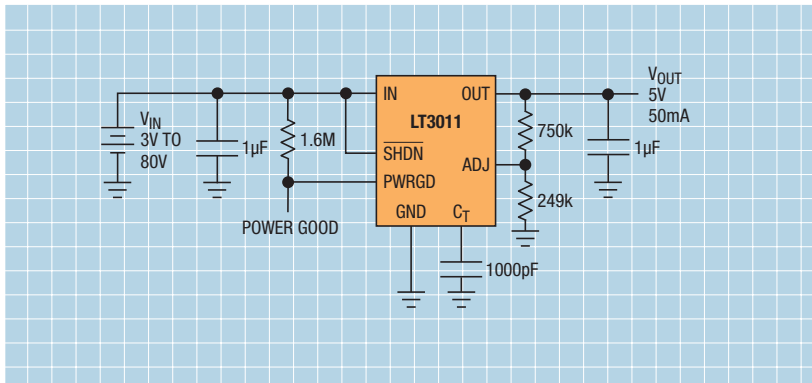 IN
OUT
LT3011
SHDN
ADJ
PWRGD
GND
CT
VIN
3V TO
80V
1µF
1.6M
POWER GOOD
750k
249k
1000pF
VOUT
5V
50mA
1µF